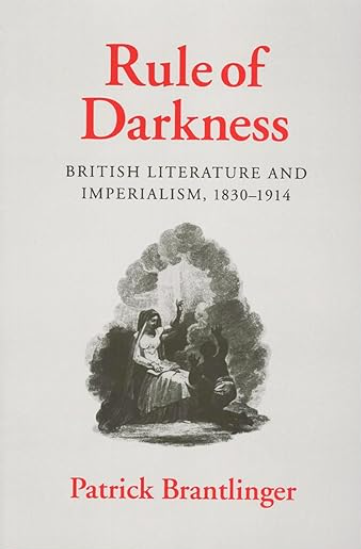 Rule of
Darkness
BRITISH LITERATURE AND
IMPERIALISM, 1830–1914
Patrick Brantlinger